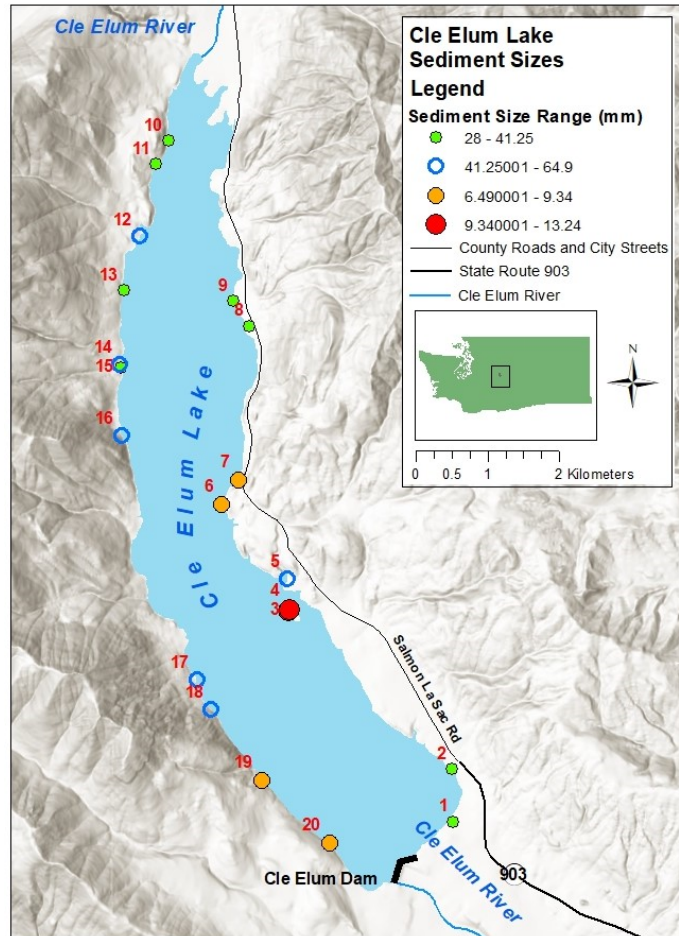 Cle Elum River
Cle Elum Lake
Sediment Sizes
Legend
Sediment Size Range (mm)
28 - 41.25
41.25001 - 64.9
6.490001 - 9.34
9.340001 - 13.24
County Roads and City Streets
State Route 903
Cle Elum River
N
0 0.5 1 2 Kilometers
10
11
12
13
9
8
14
15
16
Cle Elum Lake
7
6
5
4
3
17
18
Salmon La Sac Rd
2
19
1
20
Cle Elum River
Cle Elum Dam
903